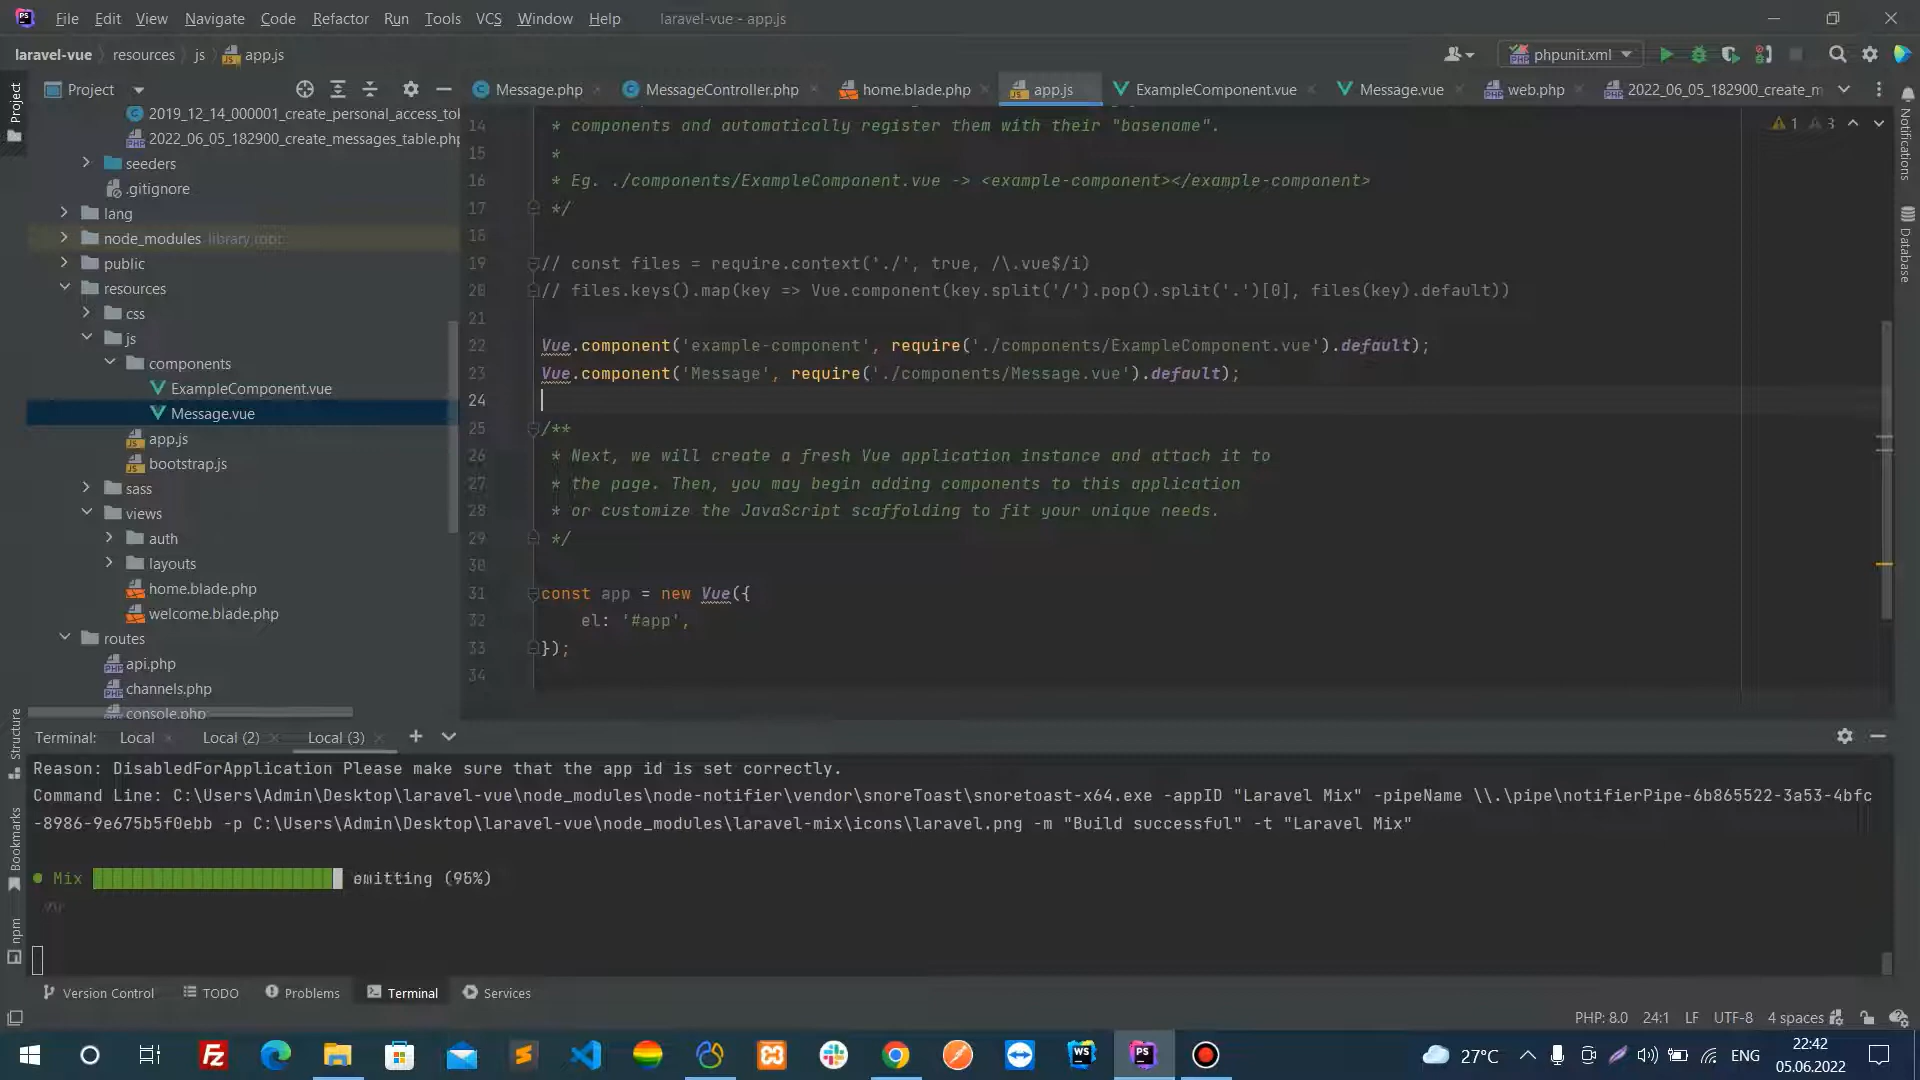 File Edit View Navigate Code Refactor Run Tools VCS Window Help laravel-vue - app.js
laravel-vue resources js app.js phpunit.xml
Project
Message.php MessageController.php home.blade.php app.js ExampleComponent.vue Message.vue web.php 2022_06_05_182900_create_m
2019_12_14_000001_create_personal_access_tok
2022_06_05_182900_create_messages_table.php
seeders
.gitignore
lang
node_modules library root
public
resources
css
js
components
ExampleComponent.vue
Message.vue
app.js
bootstrap.js
sass
views
auth
layouts
home.blade.php
welcome.blade.php
routes
api.php
channels.php
console.php
14 * components and automatically register them with their "basename".
15 *
16 * Eg. ./components/ExampleComponent.vue -> <example-component></example-component>
17 */
18
19 // const files = require.context('./', true, /\.vue$/i)
20 // files.keys().map(key => Vue.component(key.split('/').pop().split('.')[0], files(key).default))
21
22 Vue.component('example-component', require('./components/ExampleComponent.vue').default);
23 Vue.component('Message', require('./components/Message.vue').default);
24
25 /**
26 * Next, we will create a fresh Vue application instance and attach it to
27 * the page. Then, you may begin adding components to this application
28 * or customize the JavaScript scaffolding to fit your unique needs.
29 */
30
31 const app = new Vue({
32 el: '#app',
33 });
34
1 3
Project
Structure
Bookmarks
npm
Notifications
Database
Terminal: Local Local (2) Local (3)
Reason: DisabledForApplication Please make sure that the app id is set correctly.
Command Line: C:\Users\Admin\Desktop\laravel-vue\node_modules\node-notifier\vendor\snoreToast\snoretoast-x64.exe -appID "Laravel Mix" -pipeName \\.\pipe\notifierPipe-6b865522-3a53-4bfc
-8986-9e675b5f0ebb -p C:\Users\Admin\Desktop\laravel-vue\node_modules\laravel-mix\icons\laravel.png -m "Build successful" -t "Laravel Mix"
Mix emitting (95%)
Version Control TODO Problems Terminal Services
PHP: 8.0 24:1 LF UTF-8 4 spaces
27°C ENG 22:42
05.06.2022